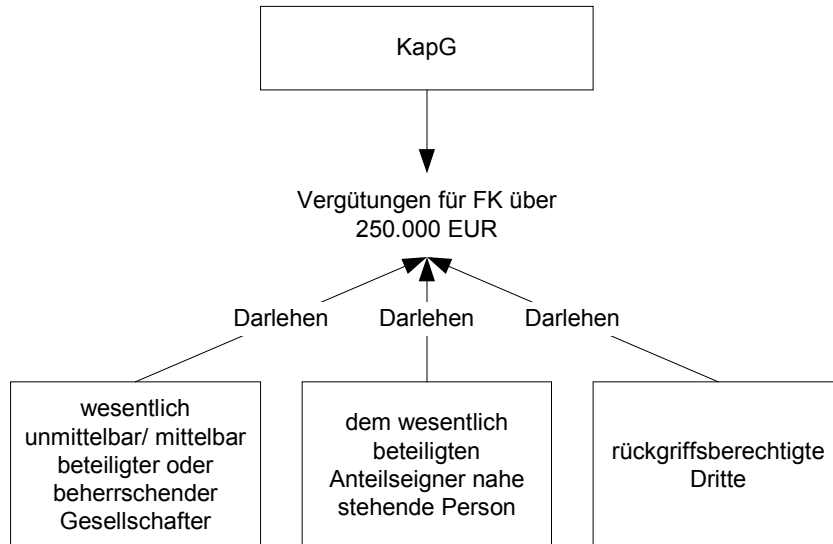 KapG
Vergütungen für FK über
250.000 EUR
Darlehen
Darlehen
Darlehen
wesentlich
unmittelbar/ mittelbar
beteiligter oder
beherrschender
Gesellschafter
dem wesentlich
beteiligten
Anteilseigner nahe
stehende Person
rückgriffsberechtigte
Dritte